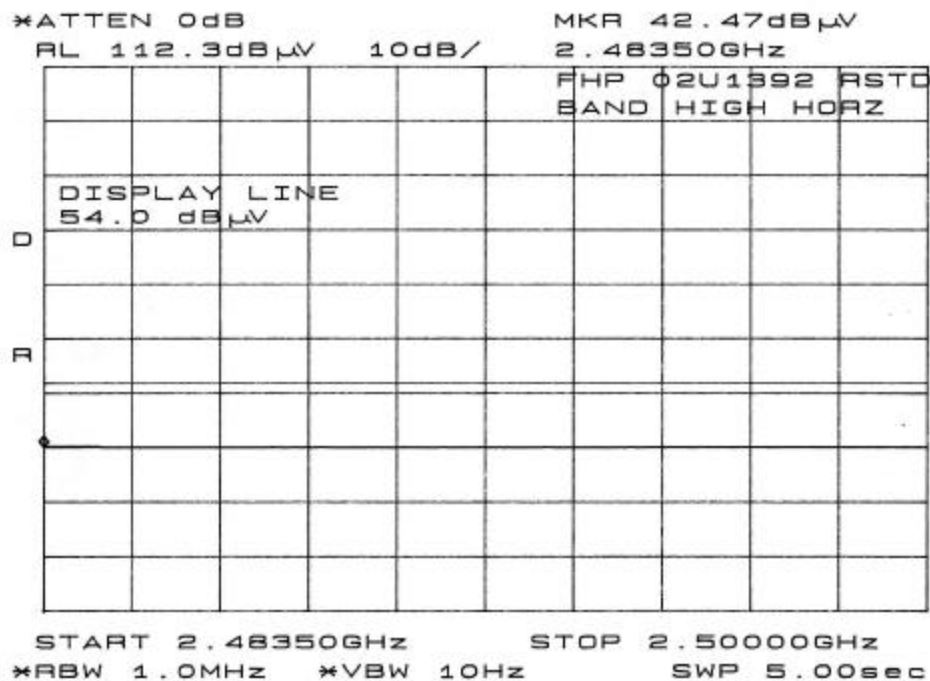 *ATTEN 0dB
RL 112.3dBµV 10dB/
MKR 42.47dBµV
2.48350GHz
FHP 02U1392 RSTD
BAND HIGH HORZ
DISPLAY LINE
54.0 dBµV
D
R
START 2.48350GHz STOP 2.50000GHz
*RBW 1.0MHz *VBW 10Hz SWP 5.00sec